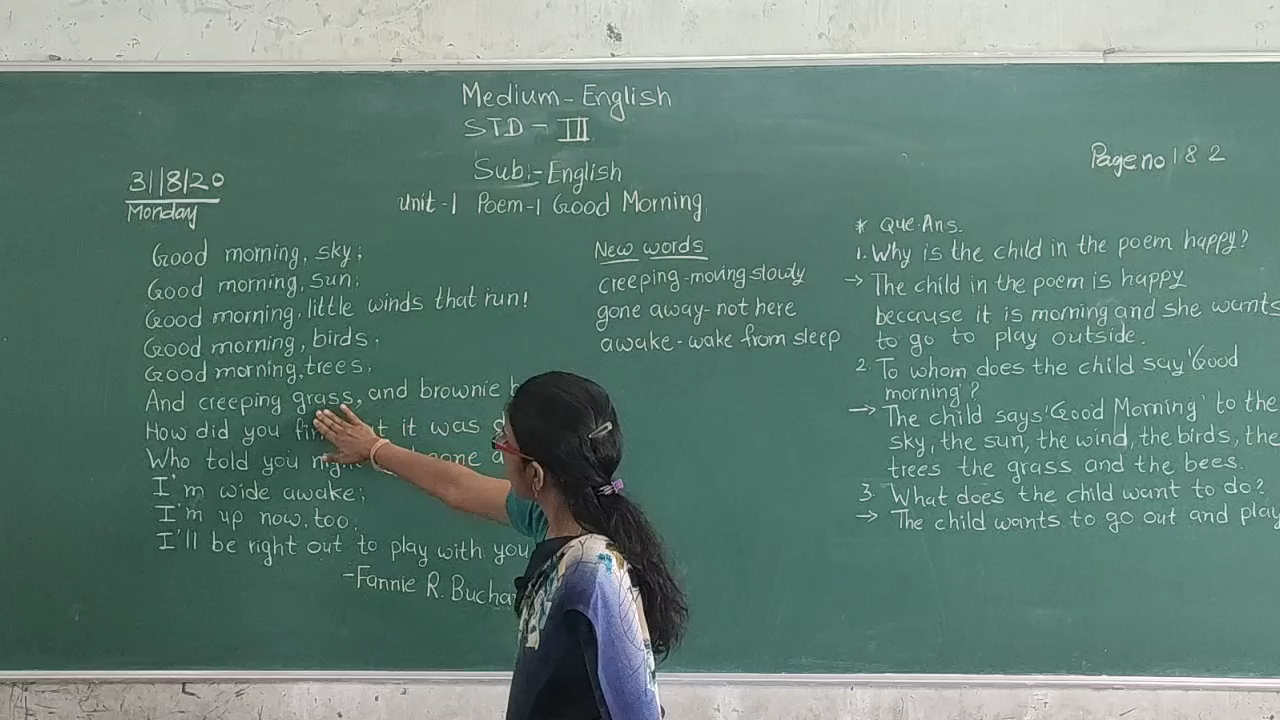 Medium - English
STD - III
Sub:- English
Unit - 1 Poem-1 Good Morning
Page no 1 8 2
31/8/20
Monday
Good morning, sky;
Good morning, sun;
Good morning, little winds that run!
Good morning, birds,
Good morning, trees,
And creeping grass, and brownie
How did you it was
Who told you gone
I'm wide awake;
I'm up now, too;
I'll be right out to play with you
-Fannie R.
New words
creeping-moving slowly
gone away-not here
awake-wake from sleep
* Que.Ans.
1. Why is the child in the poem happy?
→ The child in the poem is happy
because it is morning and she wants
to go to play outside.
2. To whom does the child say 'Good
morning'?
→ The child says 'Good Morning' to the
sky, the sun, the wind, the birds, the
trees the grass and the bees.
3. What does the child want to do?
→ The child wants to go out and play